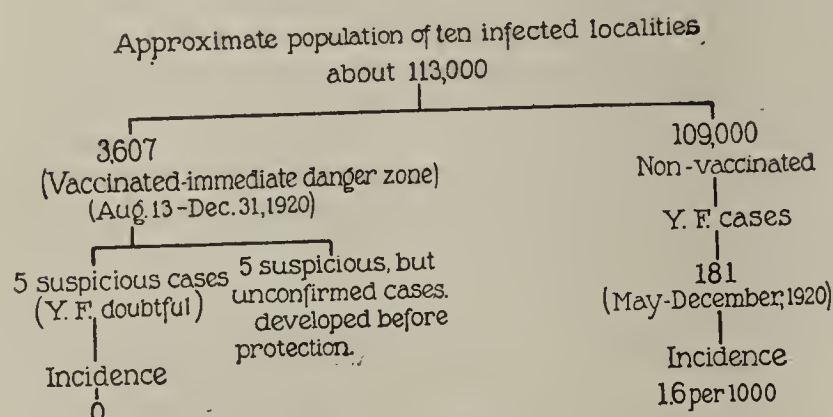 Approximate population of ten infected localities
about 113,000
3,607
(Vaccinated-immediate danger zone)
(Aug. 13-Dec. 31, 1920)
5 suspicious cases
(Y. F. doubtful)
Incidence
0
5 suspicious, but
unconfirmed cases.
developed before
protection.
109,000
Non-vaccinated
Y. F. cases
181
(May-December, 1920)
Incidence
1.6 per 1000